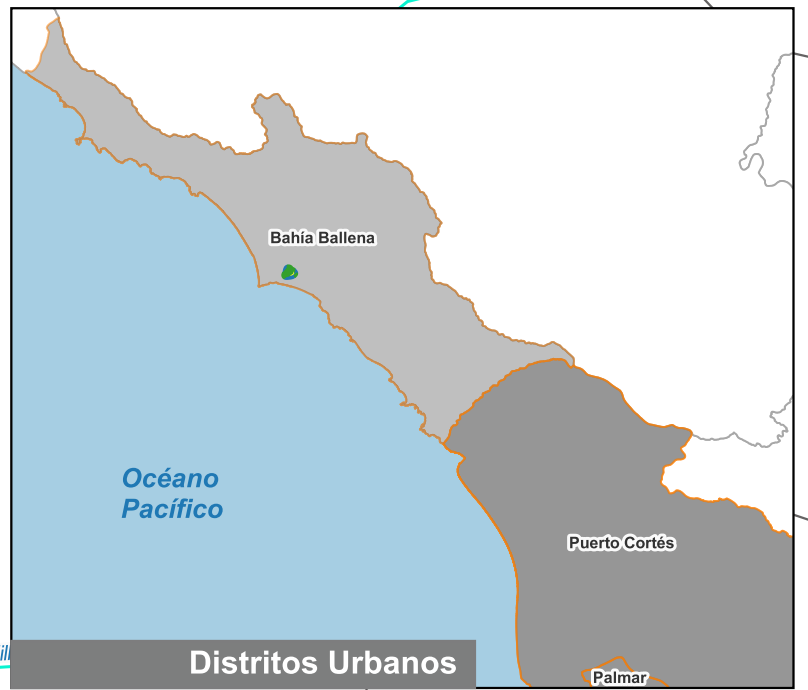 Bahía Ballena
Océano
Pacífico
Puerto Cortés
Distritos Urbanos
Palmar